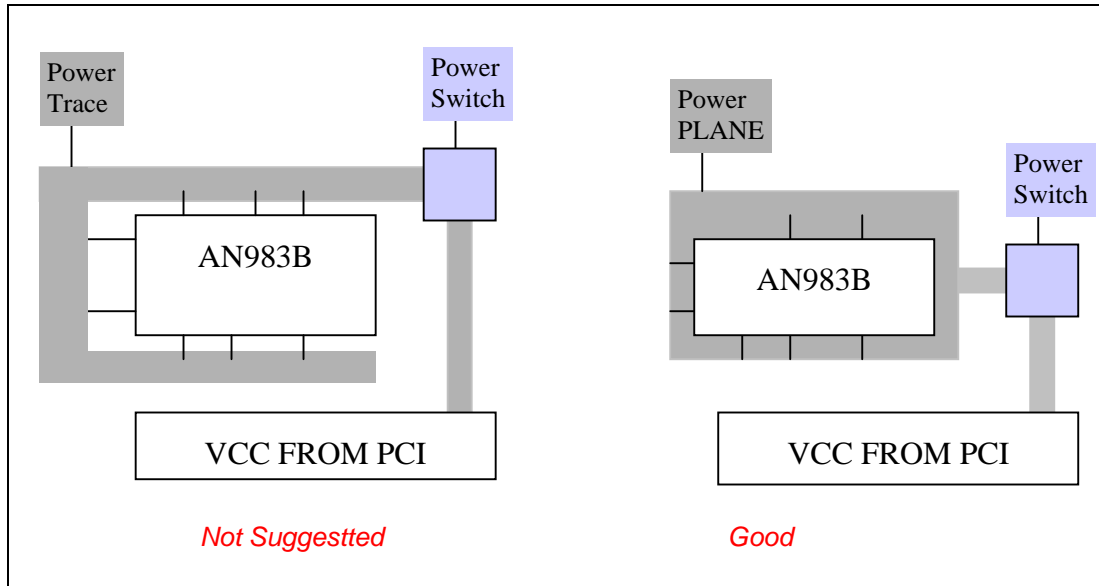 Power
Trace
Power
Switch
AN983B
VCC FROM PCI
Not Suggestted
Power
PLANE
Power
Switch
AN983B
VCC FROM PCI
Good